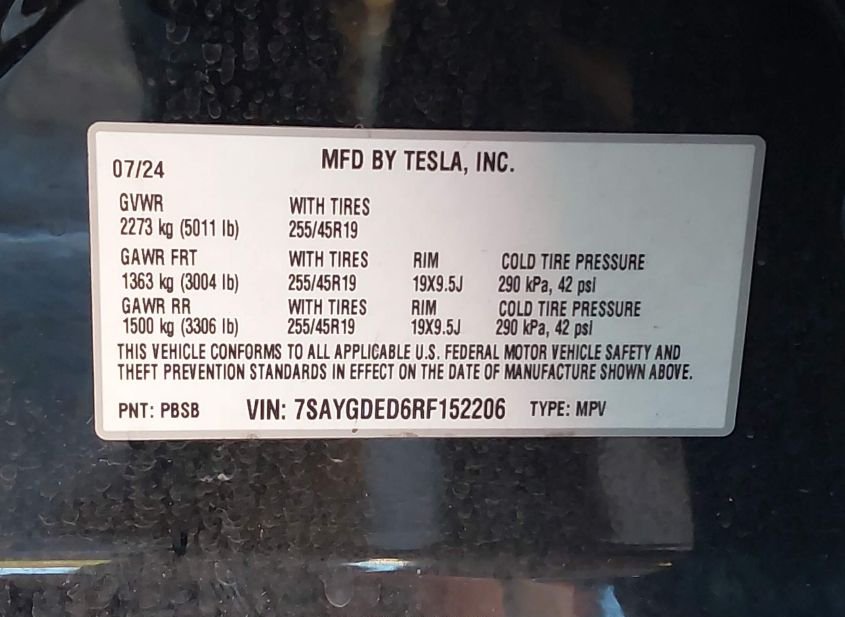 07/24 MFD BY TESLA, INC.
GVWR WITH TIRES
2273 kg (5011 lb) 255/45R19
GAWR FRT WITH TIRES RIM COLD TIRE PRESSURE
1363 kg (3004 lb) 255/45R19 19X9.5J 290 kPa, 42 psi
GAWR RR WITH TIRES RIM COLD TIRE PRESSURE
1500 kg (3306 lb) 255/45R19 19X9.5J 290 kPa, 42 psi
THIS VEHICLE CONFORMS TO ALL APPLICABLE U.S. FEDERAL MOTOR VEHICLE SAFETY AND
THEFT PREVENTION STANDARDS IN EFFECT ON THE DATE OF MANUFACTURE SHOWN ABOVE.
PNT: PBSB VIN: 7SAYGDED6RF152206 TYPE: MPV